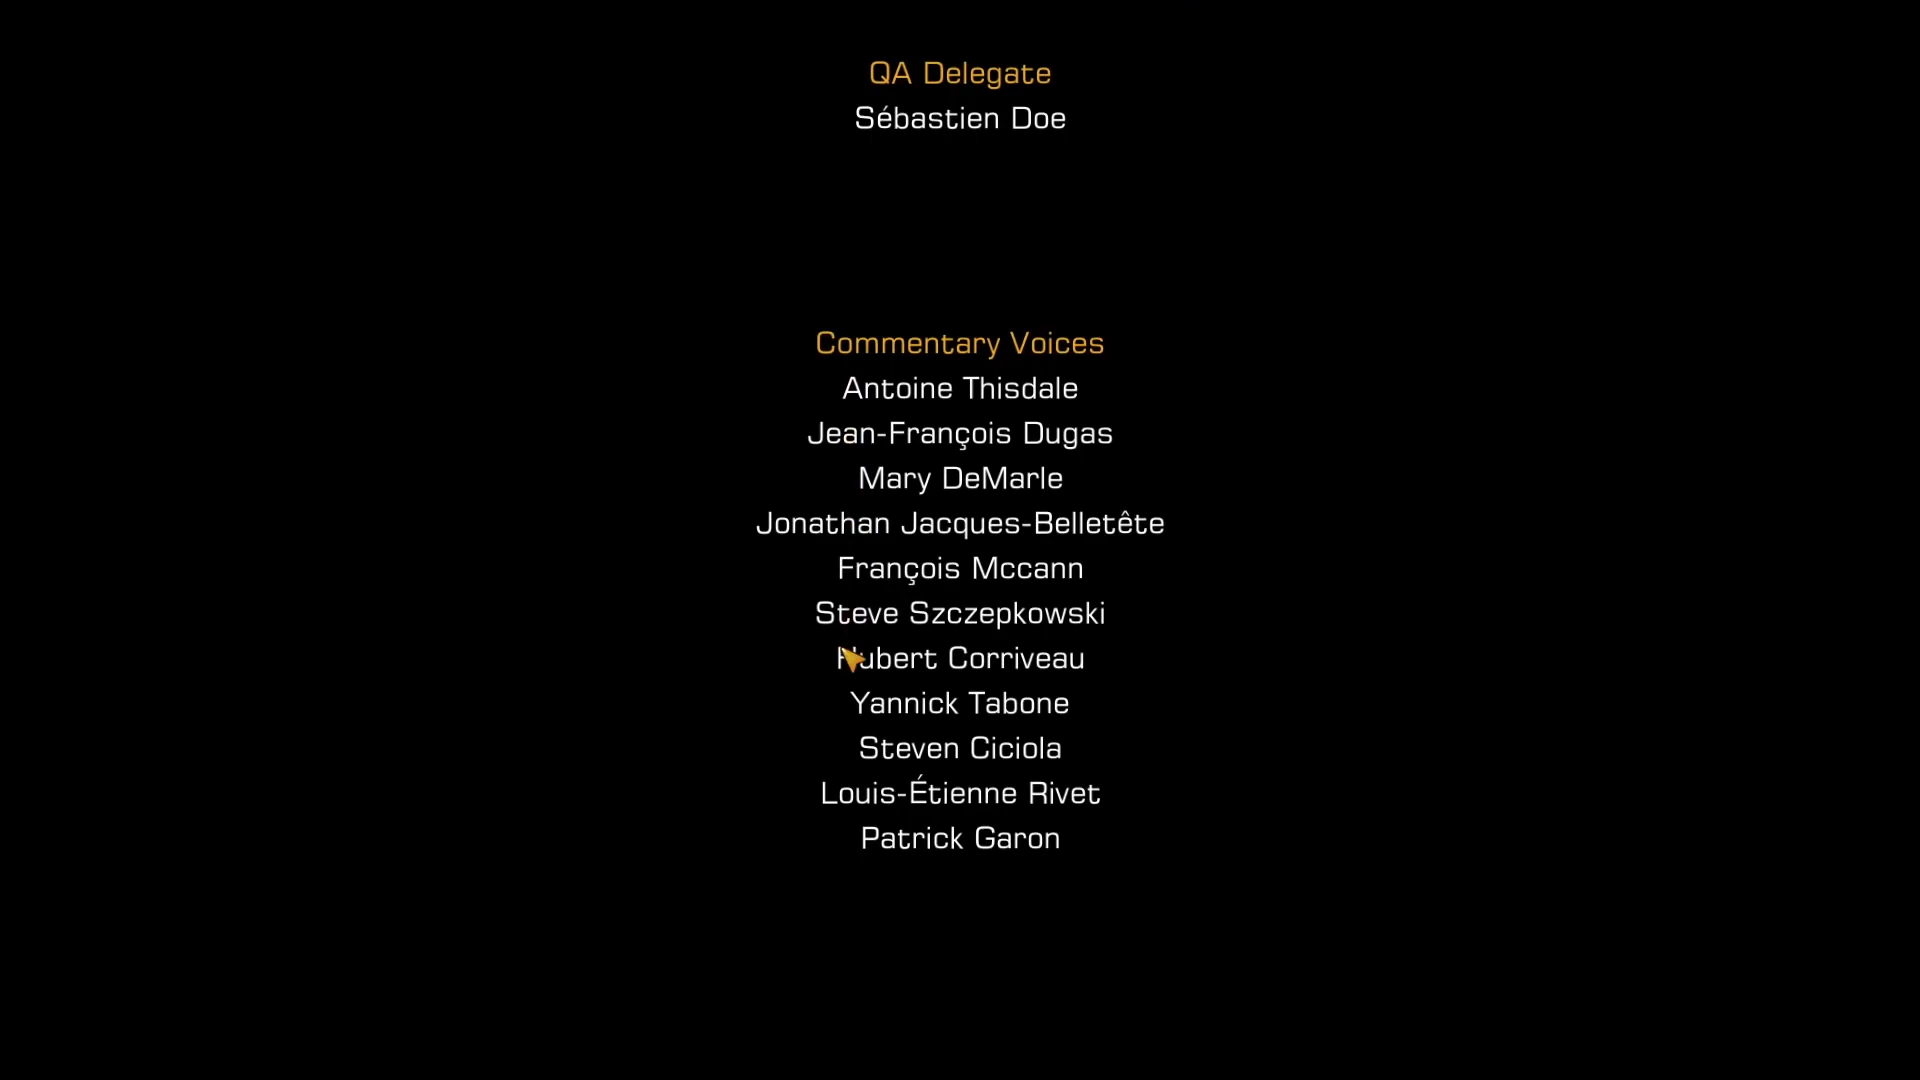 QA Delegate
Sébastien Doe
Commentary Voices
Antoine Thisdale
Jean-François Dugas
Mary DeMarle
Jonathan Jacques-Belletête
François Mccann
Steve Szczepkowski
Hubert Corriveau
Yannick Tabone
Steven Ciciola
Louis-Étienne Rivet
Patrick Garon